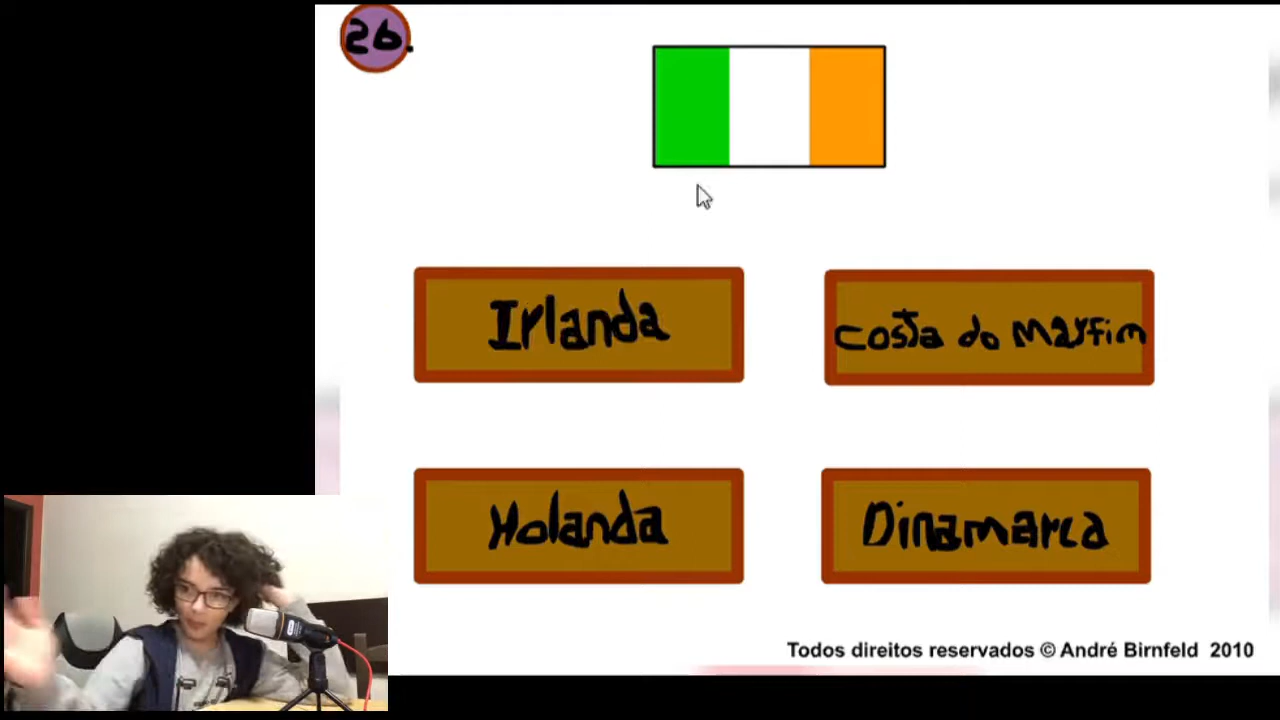 26.
Irlanda
Costa do Marfim
Holanda
Dinamarca
Todos direitos reservados © André Birnfeld 2010